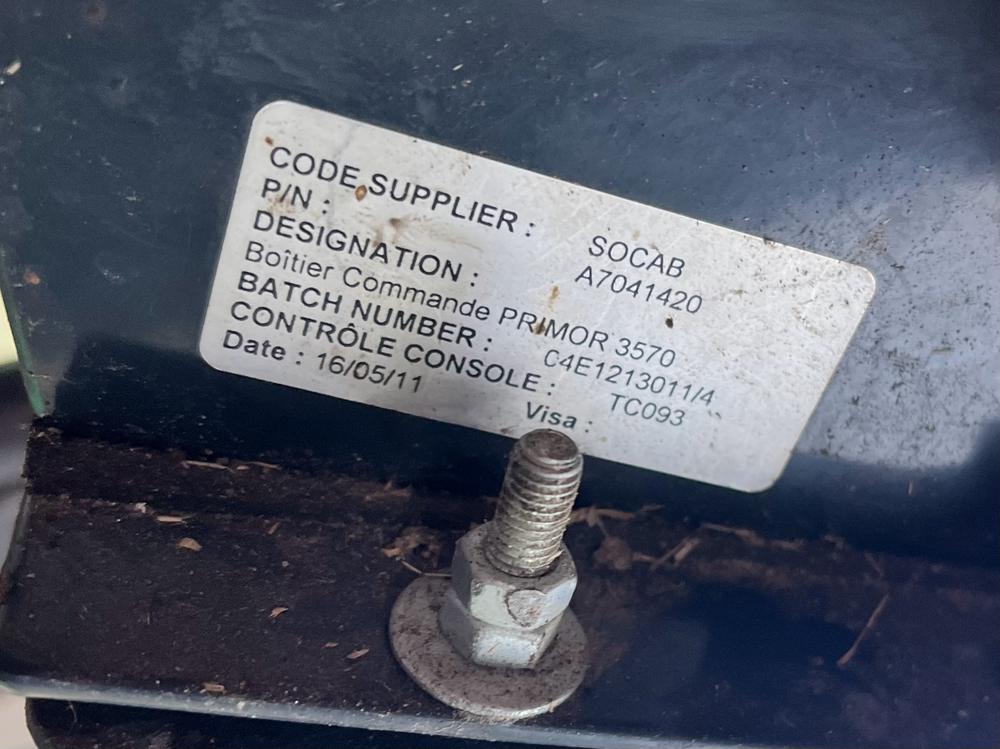 CODE SUPPLIER : SOCAB
P/N : A7041420
DESIGNATION :
Boîtier Commande PRIMOR 3570
BATCH NUMBER : C4E1213011/4
CONTRÔLE CONSOLE : TC093
Date : 16/05/11 Visa :